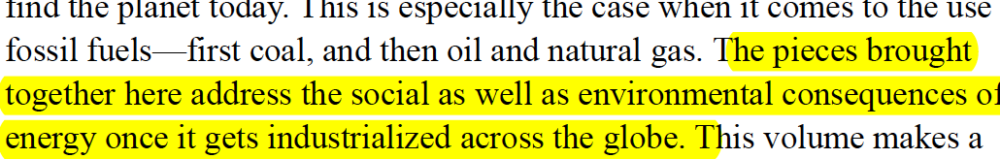 find the planet today. This is especially the case when it comes to the use
fossil fuels—first coal, and then oil and natural gas. The pieces brought
together here address the social as well as environmental consequences of
energy once it gets industrialized across the globe. This volume makes a